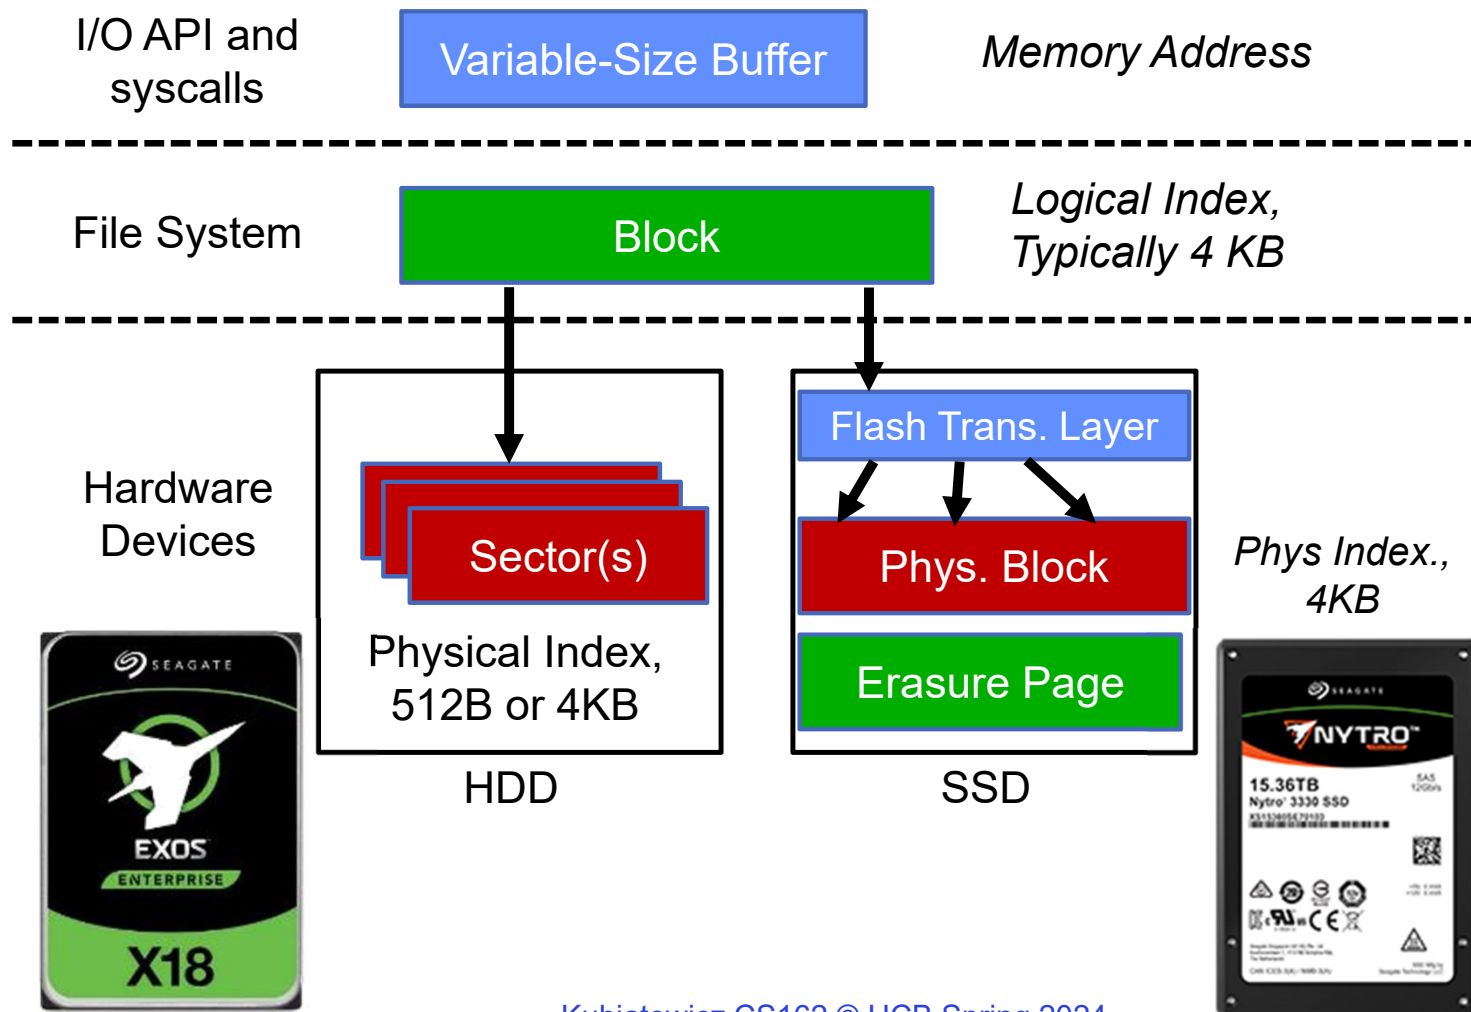 I/O API and
syscalls
Variable-Size Buffer
Memory Address
File System
Block
Logical Index,
Typically 4 KB
Hardware
Devices
Sector(s)
Physical Index,
512B or 4KB
HDD
Flash Trans. Layer
Phys. Block
Erasure Page
SSD
Phys Index.,
4KB
SEAGATE
EXOS
ENTERPRISE
X18
SEAGATE
NYTRO
15.36TB
Nytro 3330 SSD
SAS
12Gb/s